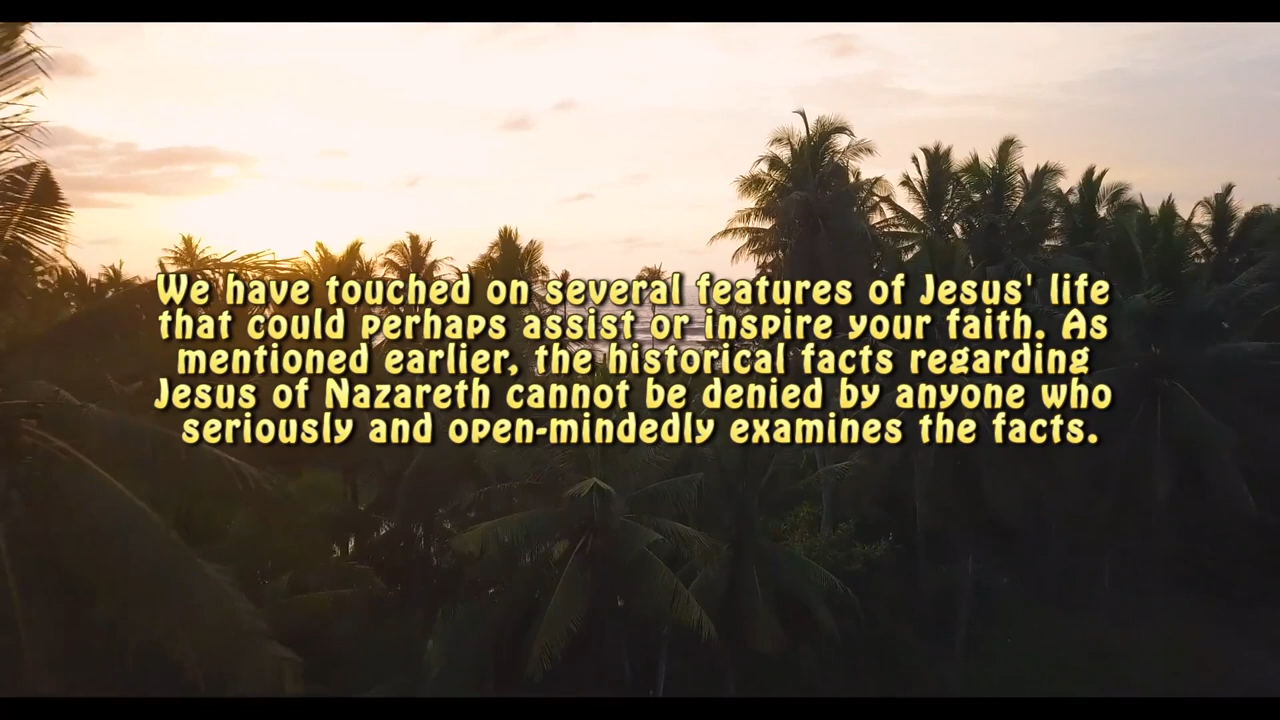 We have touched on several features of Jesus' life
that could perhaps assist or inspire your faith. As
mentioned earlier, the historical facts regarding
Jesus of Nazareth cannot be denied by anyone who
seriously and open-mindedly examines the facts.